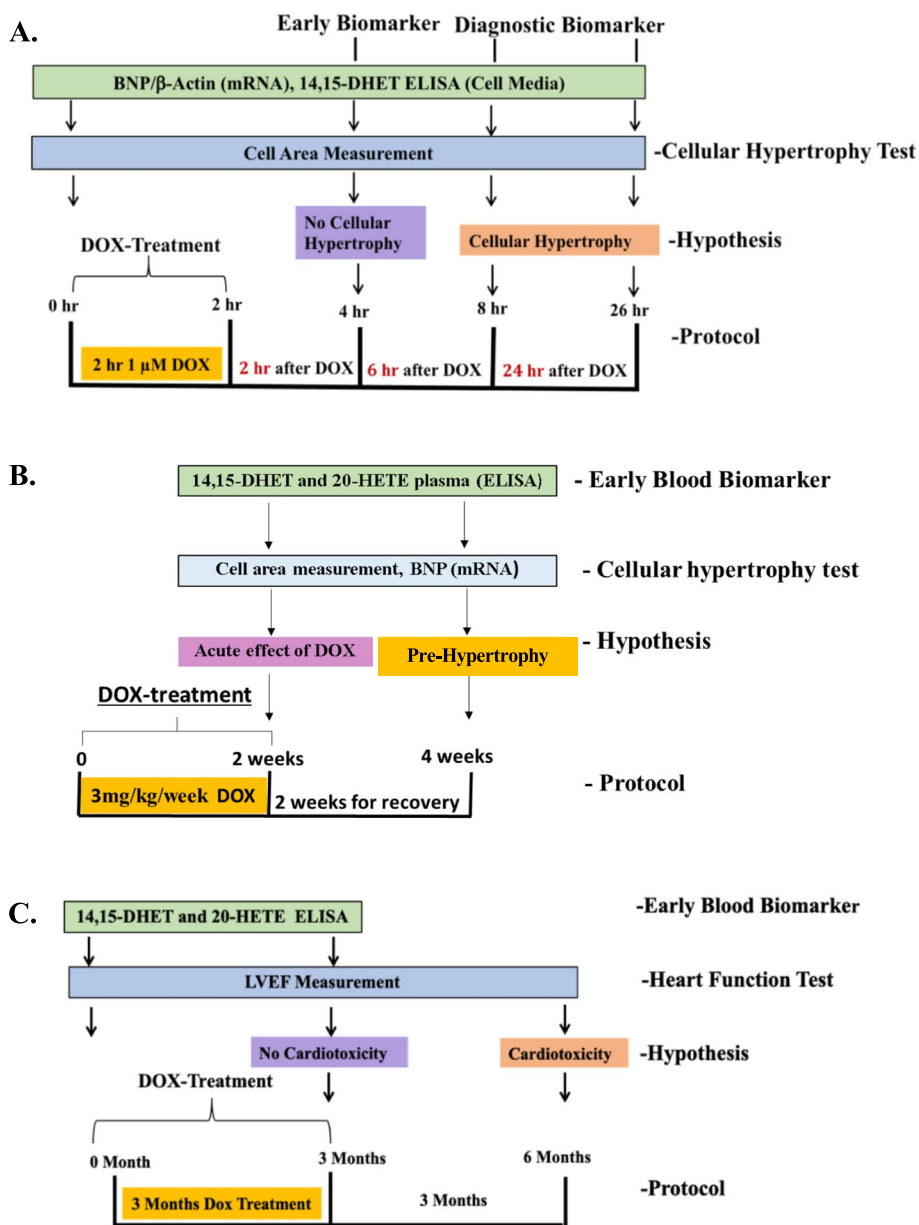 A.
Early Biomarker
Diagnostic Biomarker
BNP/β-Actin (mRNA), 14,15-DHET ELISA (Cell Media)
Cell Area Measurement
-Cellular Hypertrophy Test
No Cellular
Hypertrophy
Cellular Hypertrophy
-Hypothesis
DOX-Treatment
0 hr
2 hr
4 hr
8 hr
26 hr
-Protocol
2 hr 1 µM DOX
2 hr after DOX
6 hr after DOX
24 hr after DOX
B.
14,15-DHET and 20-HETE plasma (ELISA)
- Early Blood Biomarker
Cell area measurement, BNP (mRNA)
- Cellular hypertrophy test
Acute effect of DOX
Pre-Hypertrophy
- Hypothesis
DOX-treatment
0
2 weeks
4 weeks
- Protocol
3mg/kg/week DOX
2 weeks for recovery
C.
14,15-DHET and 20-HETE ELISA
-Early Blood Biomarker
LVEF Measurement
-Heart Function Test
No Cardiotoxicity
Cardiotoxicity
-Hypothesis
DOX-Treatment
0 Month
3 Months
6 Months
-Protocol
3 Months Dox Treatment
3 Months